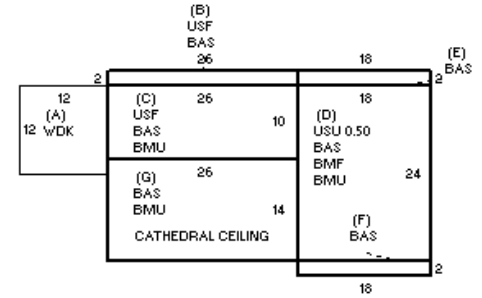 (B)
USF
BAS
26
18
(E)
BAS
2
2
12
(A)
12 WDK
(C)
USF
BAS
BMU
26
10
18
(D)
USU 0.50
BAS
BMF
BMU
24
(G)
BAS
BMU
26
14
CATHEDRAL CEILING
(F)
BAS
2
18